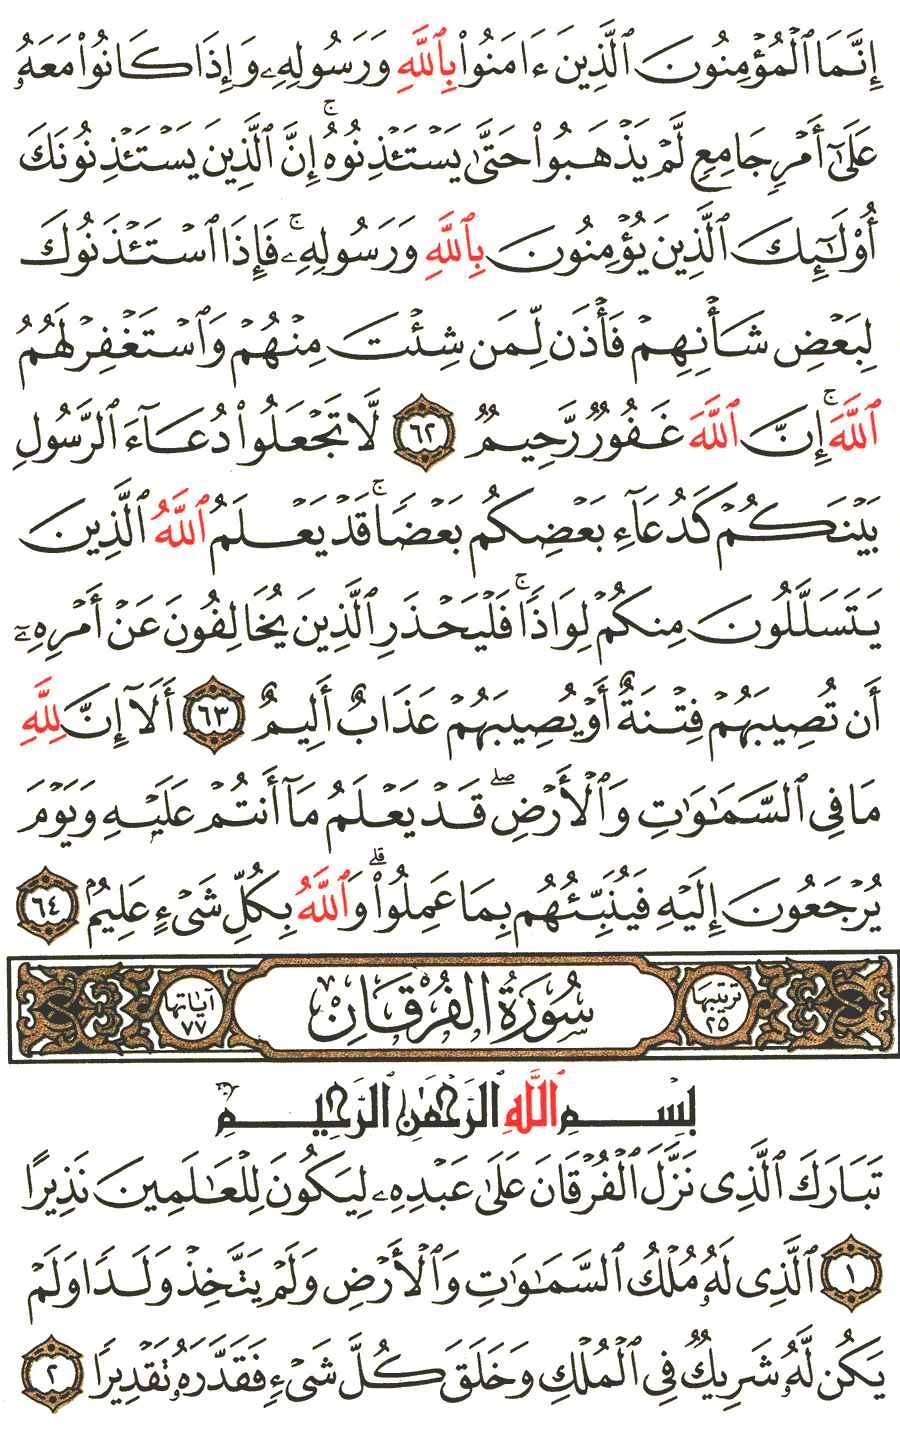 إِنَّمَا ٱلْمُؤْمِنُونَ ٱلَّذِينَ ءَامَنُوا۟ بِٱللَّهِ وَرَسُولِهِۦ وَإِذَا كَانُوا۟ مَعَهُۥ
عَلَىٰٓ أَمْرٍ جَامِعٍ لَّمْ يَذْهَبُوا۟ حَتَّىٰ يَسْتَـْٔذِنُوهُ ۚ إِنَّ ٱلَّذِينَ يَسْتَـْٔذِنُونَكَ
أُو۟لَـٰٓئِكَ ٱلَّذِينَ يُؤْمِنُونَ بِٱللَّهِ وَرَسُولِهِۦ ۚ فَإِذَا ٱسْتَـْٔذَنُوكَ
لِبَعْضِ شَأْنِهِمْ فَأْذَن لِّمَن شِئْتَ مِنْهُمْ وَٱسْتَغْفِرْ لَهُمُ
ٱللَّهَ ۚ إِنَّ ٱللَّهَ غَفُورٌ رَّحِيمٌ ٦٢ لَّا تَجْعَلُوا۟ دُعَآءَ ٱلرَّسُولِ
بَيْنَكُمْ كَدُعَآءِ بَعْضِكُم بَعْضًا ۚ قَدْ يَعْلَمُ ٱللَّهُ ٱلَّذِينَ
يَتَسَلَّلُونَ مِنكُمْ لِوَاذًا ۚ فَلْيَحْذَرِ ٱلَّذِينَ يُخَالِفُونَ عَنْ أَمْرِهِۦٓ
أَن تُصِيبَهُمْ فِتْنَةٌ أَوْ يُصِيبَهُمْ عَذَابٌ أَلِيمٌ ٦٣ أَلَآ إِنَّ لِلَّهِ
مَا فِى ٱلسَّمَـٰوَٰتِ وَٱلْأَرْضِ ۖ قَدْ يَعْلَمُ مَآ أَنتُمْ عَلَيْهِ وَيَوْمَ
يُرْجَعُونَ إِلَيْهِ فَيُنَبِّئُهُم بِمَا عَمِلُوا۟ ۗ وَٱللَّهُ بِكُلِّ شَىْءٍ عَلِيمٌۢ ٦٤
ترتيبها ٢٥ سُورَةُ الفُرْقَانِ آياتها ٧٧
بِسْمِ ٱللَّهِ ٱلرَّحْمَـٰنِ ٱلرَّحِيمِ
تَبَارَكَ ٱلَّذِى نَزَّلَ ٱلْفُرْقَانَ عَلَىٰ عَبْدِهِۦ لِيَكُونَ لِلْعَـٰلَمِينَ نَذِيرًا
١ ٱلَّذِى لَهُۥ مُلْكُ ٱلسَّمَـٰوَٰتِ وَٱلْأَرْضِ وَلَمْ يَتَّخِذْ وَلَدًا وَلَمْ
يَكُن لَّهُۥ شَرِيكٌ فِى ٱلْمُلْكِ وَخَلَقَ كُلَّ شَىْءٍ فَقَدَّرَهُۥ تَقْدِيرًا ٢